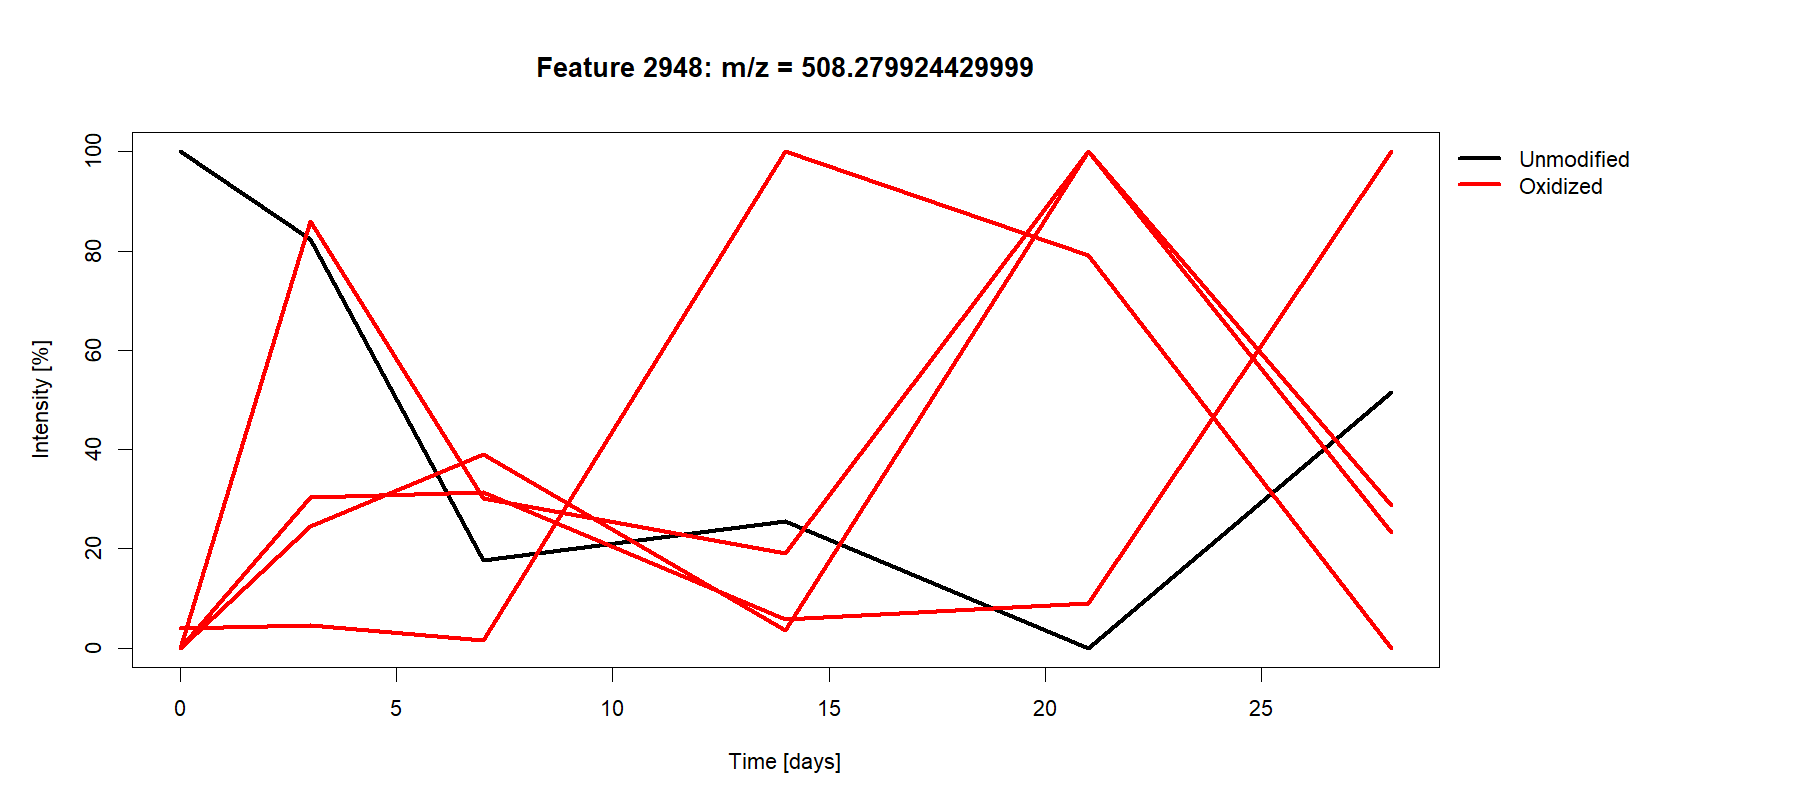 Feature 2948: m/z = 508.279924429999
Unmodified
Oxidized
Intensity [%]
100
80
60
40
20
0
0 5 10 15 20 25
Time [days]